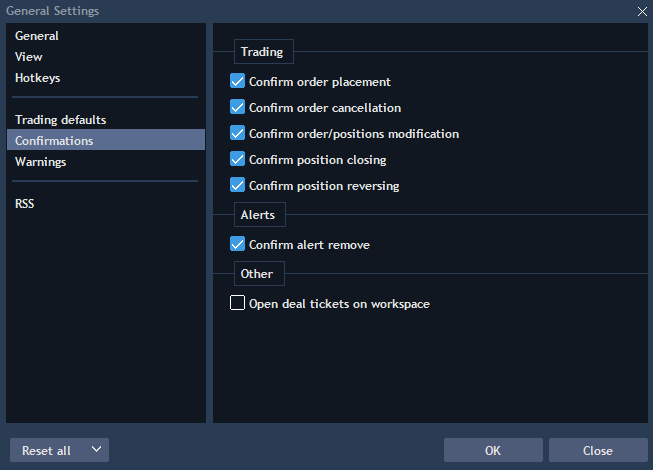 General Settings
General
View
Hotkeys
Trading defaults
Confirmations
Warnings
RSS
Trading
Confirm order placement
Confirm order cancellation
Confirm order/positions modification
Confirm position closing
Confirm position reversing
Alerts
Confirm alert remove
Other
Open deal tickets on workspace
Reset all
OK
Close